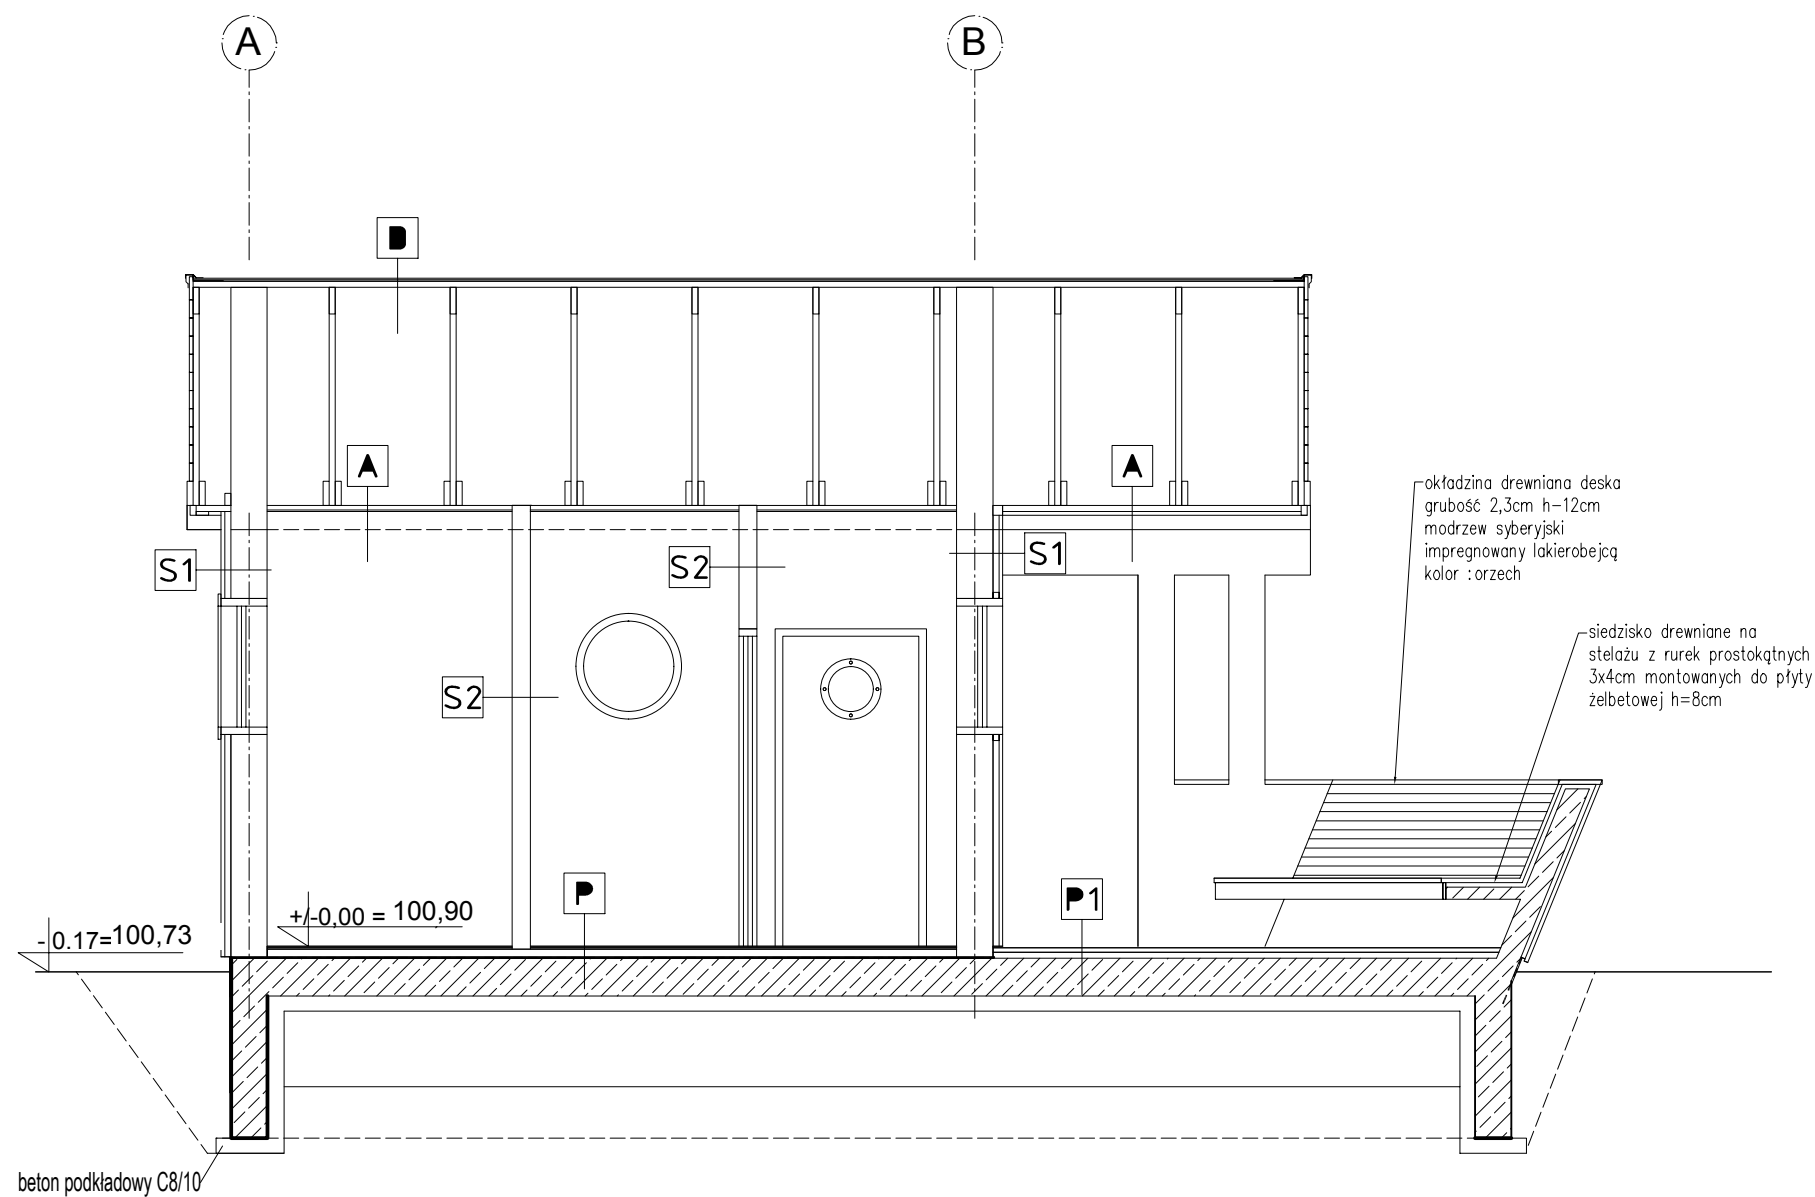 A
B
D
A
A
okładzina drewniana deska
grubość 2,3cm h-12cm
modrzew syberyjski
impregnowany lakierobejcą
kolor :orzech
S1
S2
S1
siedzisko drewniane na
stelażu z rurek prostokątnych
3x4cm montowanych do płyty
żelbetowej h=8cm
S2
P
P1
+/-0,00 = 100,90
- 0.17=100,73
beton podkładowy C8/10